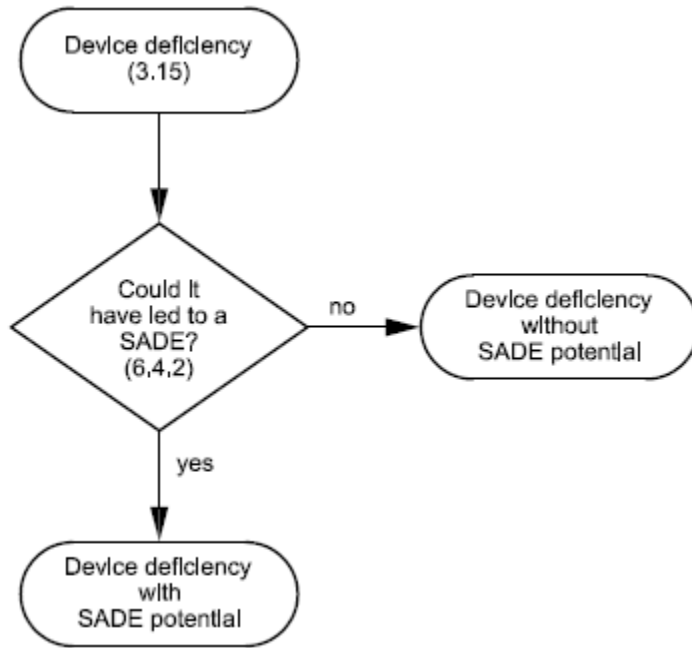 Device deficiency
(3.15)
Could it
have led to a
SADE?
(6,4,2)
no
Device deficiency
without
SADE potential
yes
Device deficiency
with
SADE potential